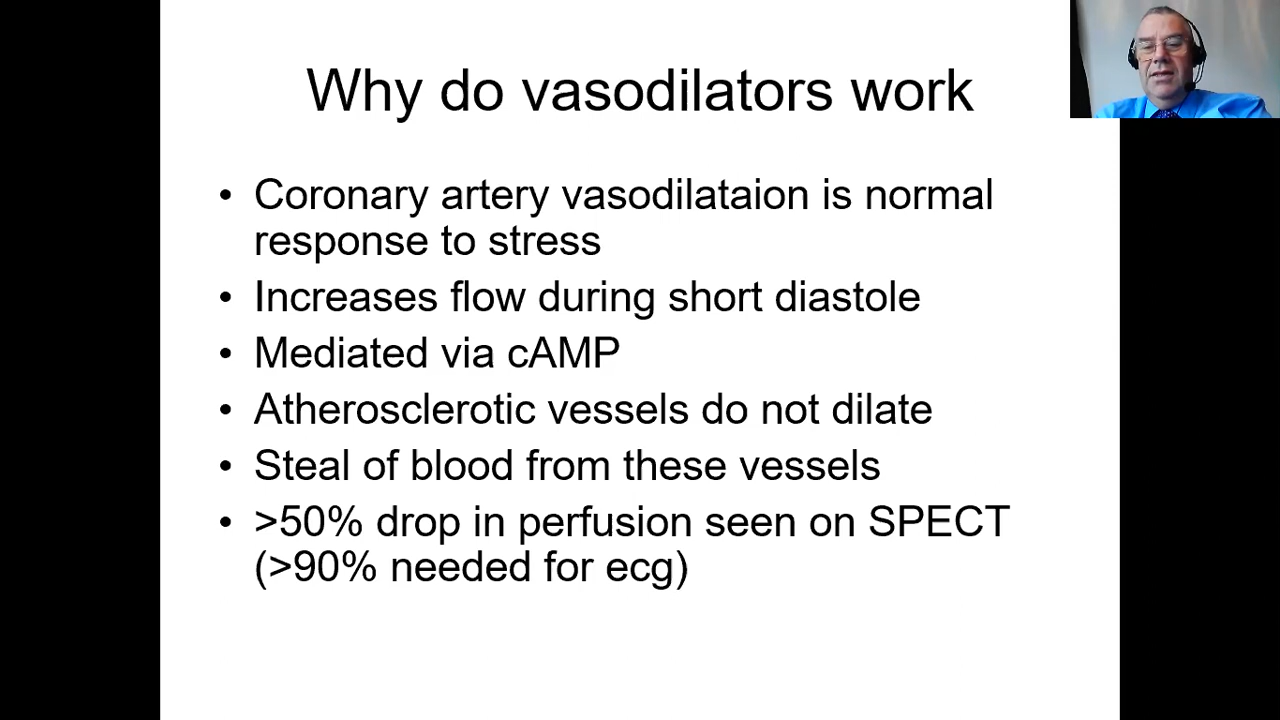 Why do vasodilators work
• Coronary artery vasodilataion is normal
response to stress
• Increases flow during short diastole
• Mediated via cAMP
• Atherosclerotic vessels do not dilate
• Steal of blood from these vessels
• >50% drop in perfusion seen on SPECT
(>90% needed for ecg)